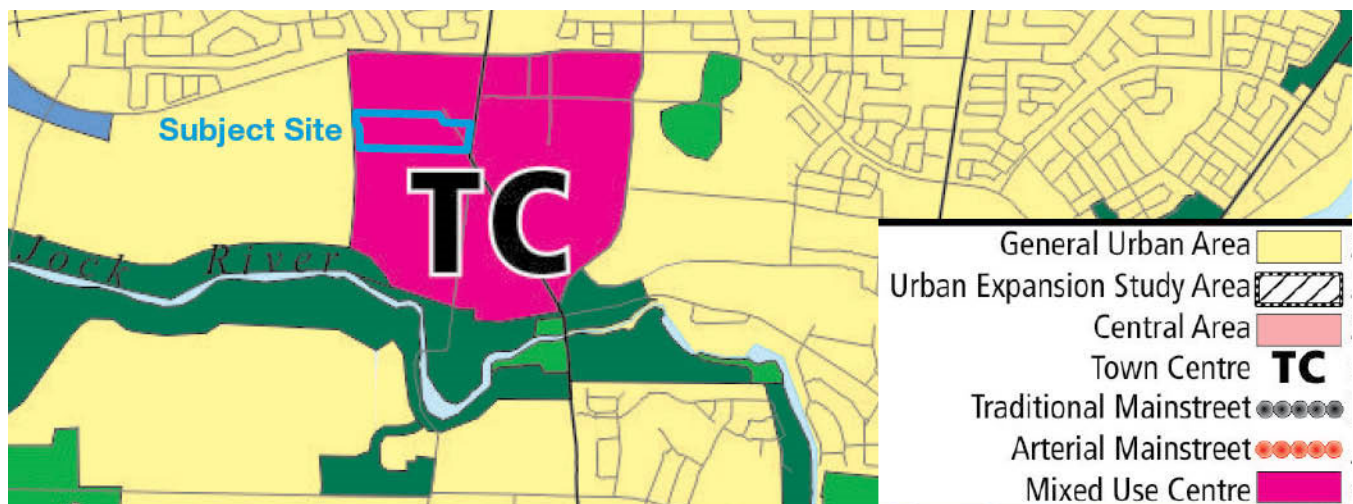 Subject Site
TC
Jock River
General Urban Area
Urban Expansion Study Area
Central Area
Town Centre TC
Traditional Mainstreet
Arterial Mainstreet
Mixed Use Centre